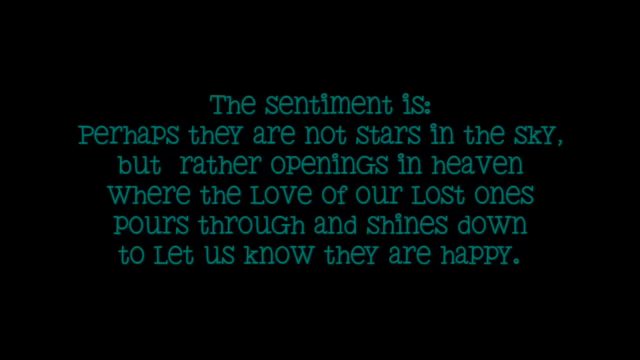 The sentiment is:
Perhaps they are not stars in the sky,
but rather openings in heaven
where the Love of our Lost ones
pours through and shines down
to Let us know they are happy.